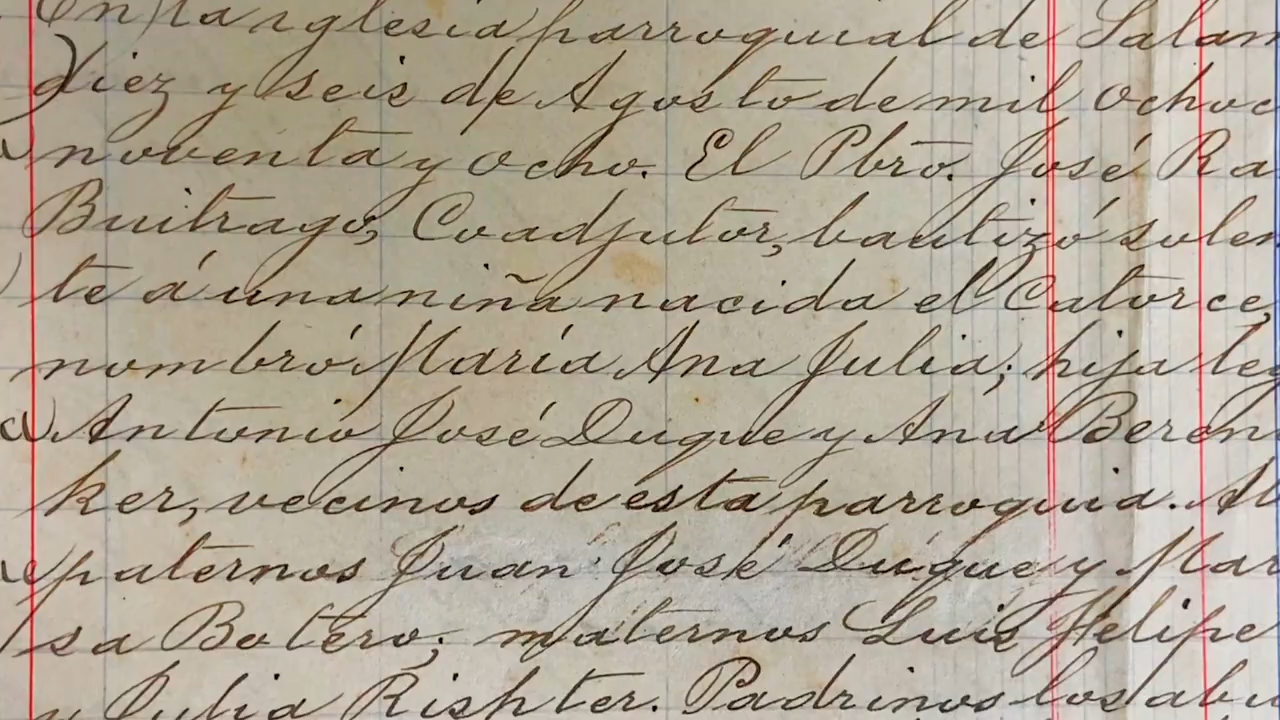 En la iglesia parroquial de Salam
Diez y seis de Agosto de mil ochoc
noventa y ocho. El Pbro. José Ra
Buitrago, Coadjutor, bautizó solem
te á una niña nacida el Catorce,
nombró María Ana Julia; hija leg
Antonio José Duque y Ana Beren
ker, vecinos de esta parroquia. Ab
paternos Juan José Duque y Mar
sa Botero; maternos Luis Felipe
y Julia Rishter. Padrinos los abu